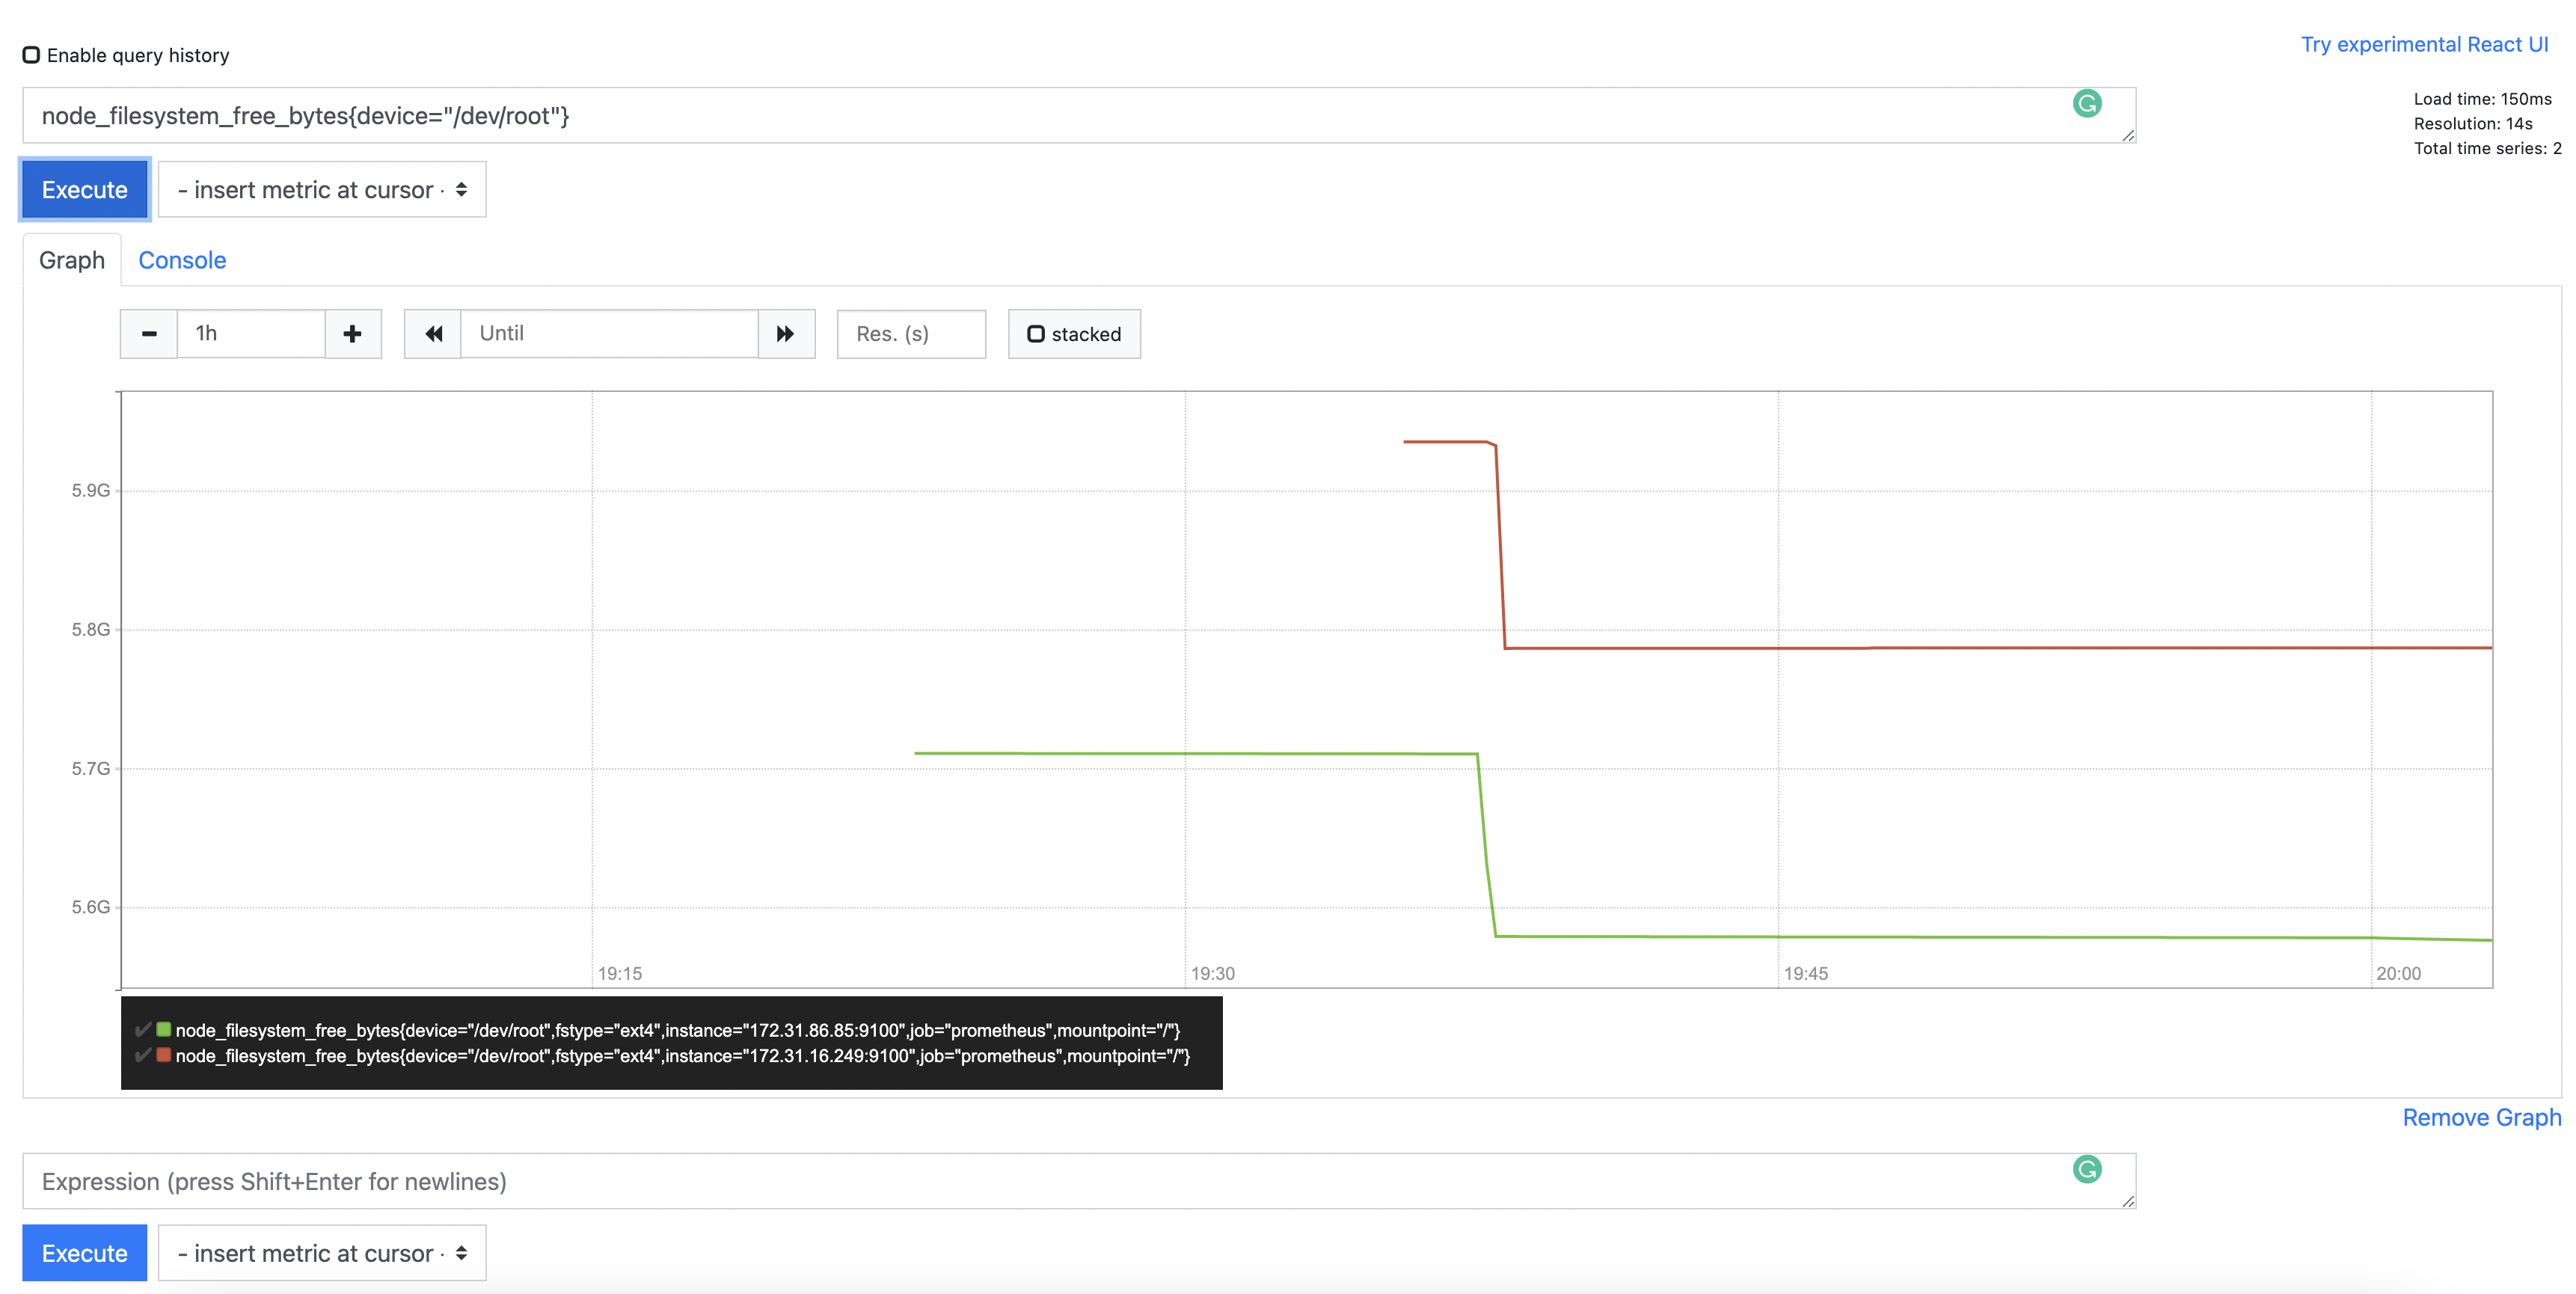 Try experimental React UI
Enable query history
node_filesystem_free_bytes{device="/dev/root"}
Load time: 150ms
Resolution: 14s
Total time series: 2
Execute
- insert metric at cursor -
Graph
Console
1h
Until
Res. (s)
stacked
5.9G
5.8G
5.7G
5.6G
19:15
19:30
19:45
20:00
node_filesystem_free_bytes{device="/dev/root",fstype="ext4",instance="172.31.86.85:9100",job="prometheus",mountpoint="/"}
node_filesystem_free_bytes{device="/dev/root",fstype="ext4",instance="172.31.16.249:9100",job="prometheus",mountpoint="/"}
Remove Graph
Expression (press Shift+Enter for newlines)
Execute
- insert metric at cursor -